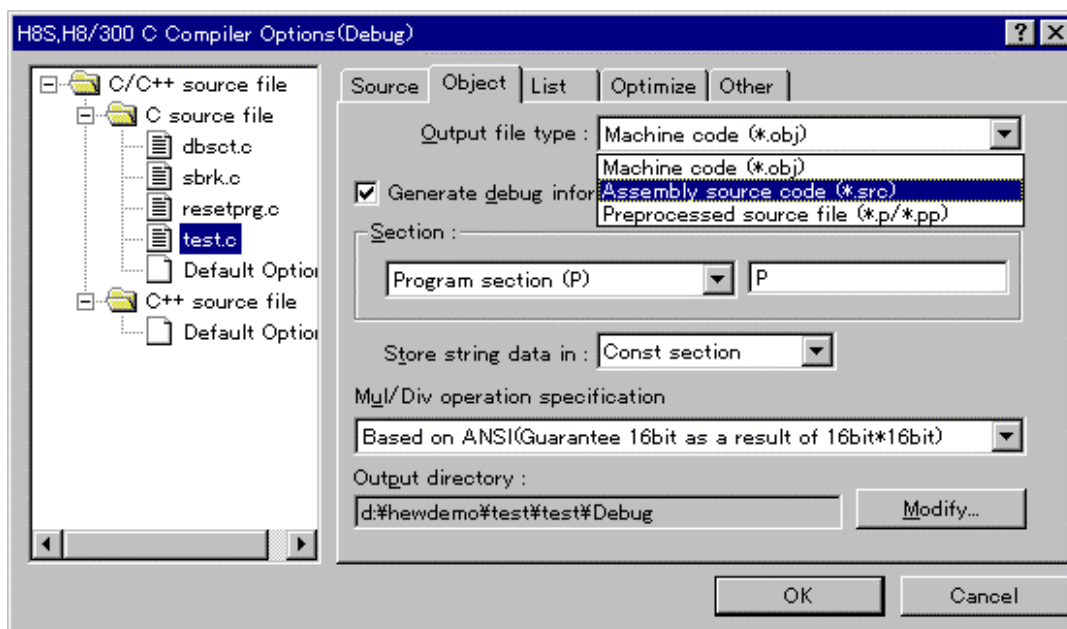 H8S,H8/300 C Compiler Options(Debug)
C/C++ source file
C source file
dbsct.c
sbrk.c
resetprg.c
test.c
Default Optio
C++ source file
Default Optio
Source Object List Optimize Other
Output file type : Machine code (*.obj)
Machine code (*.obj)
Assembly source code (*.src)
Preprocessed source file (*.p/*.pp)
Generate debug infor
Section :
Program section (P) P
Store string data in : Const section
Mul/Div operation specification
Based on ANSI(Guarantee 16bit as a result of 16bit*16bit)
Output directory :
d:¥hewdemo¥test¥test¥Debug Modify...
OK Cancel